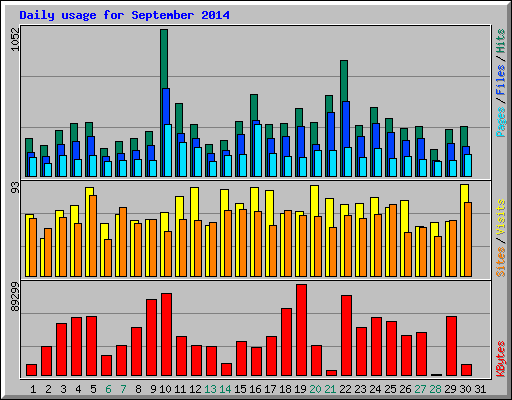 Daily usage for September 2014
1052
Pages / Files / Hits
93
Sites / Visits
89299
KBytes
1 2 3 4 5 6 7 8 9 10 11 12 13 14 15 16 17 18 19 20 21 22 23 24 25 26 27 28 29 30 31